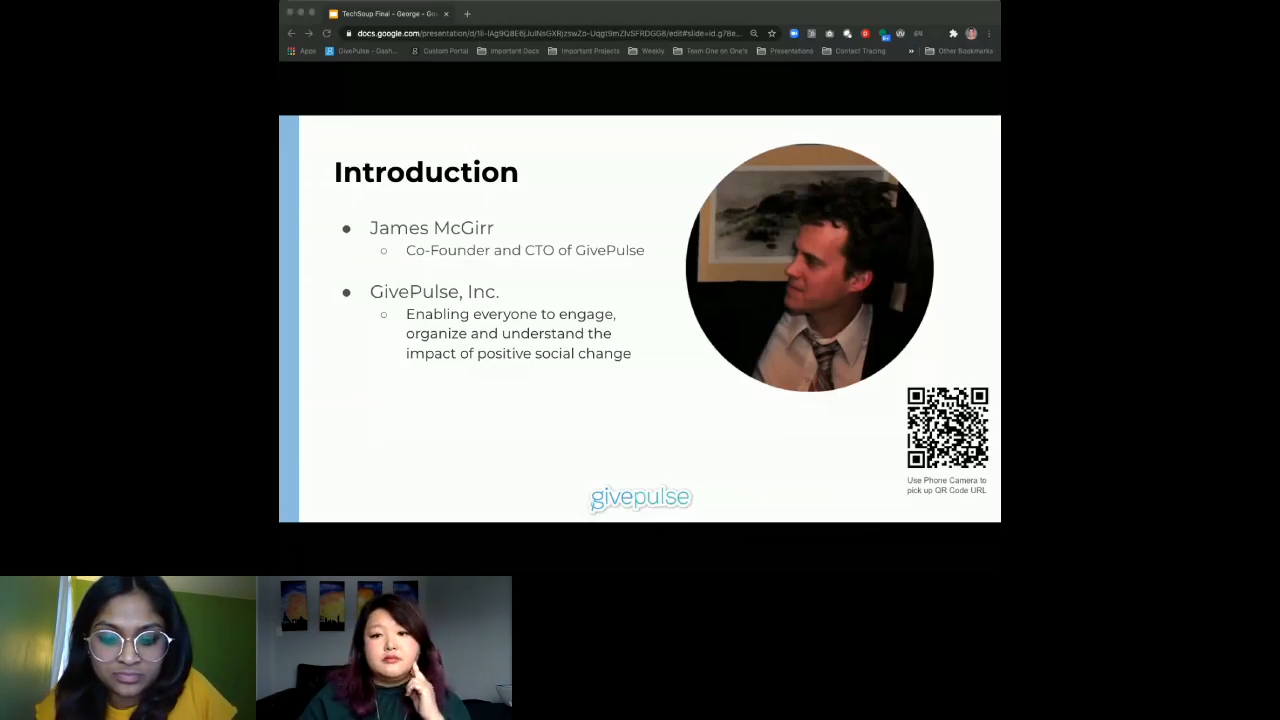 TechSoup Final - George - Go
docs.google.com/presentation/d/
Apps
GivePulse - Dash...
Custom Portal
Important Docs
Important Projects
Weekly
Team One on One's
Presentations
Contact Tracing
»
Other Bookmarks
Introduction
● James McGirr
○ Co-Founder and CTO of GivePulse
● GivePulse, Inc.
○ Enabling everyone to engage,
organize and understand the
impact of positive social change
Use Phone Camera to
pick up QR Code URL
givepulse